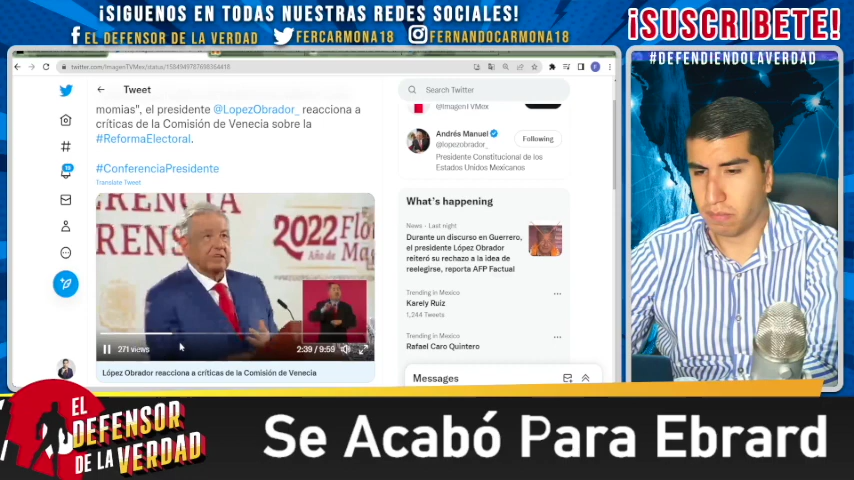 ¡SIGUENOS EN TODAS NUESTRAS REDES SOCIALES!
EL DEFENSOR DE LA VERDAD
FERCARMONA18
FERNANDOCARMONA18
¡SUSCRIBETE!
#DEFENDIENDOLAVERDAD
Tweet
momias", el presidente @LopezObrador_ reacciona a
críticas de la Comisión de Venecia sobre la
#ReformaElectoral.
#ConferenciaPresidente
Translate Tweet
2022 Flor
Año de Mag
271 views
2:39 / 9:59
López Obrador reacciona a críticas de la Comisión de Venecia
Search Twitter
@ImagenTVMex
Andrés Manuel
@lopezobrador_
Following
Presidente Constitucional de los
Estados Unidos Mexicanos
What's happening
News · Last night
Durante un discurso en Guerrero,
el presidente López Obrador
reiteró su rechazo a la idea de
reelegirse, reporta AFP Factual
Trending in Mexico
Karely Ruiz
1,244 Tweets
Trending in Mexico
Rafael Caro Quintero
Messages
EL
DEFENSOR
DE LA VERDAD
Se Acabó Para Ebrard